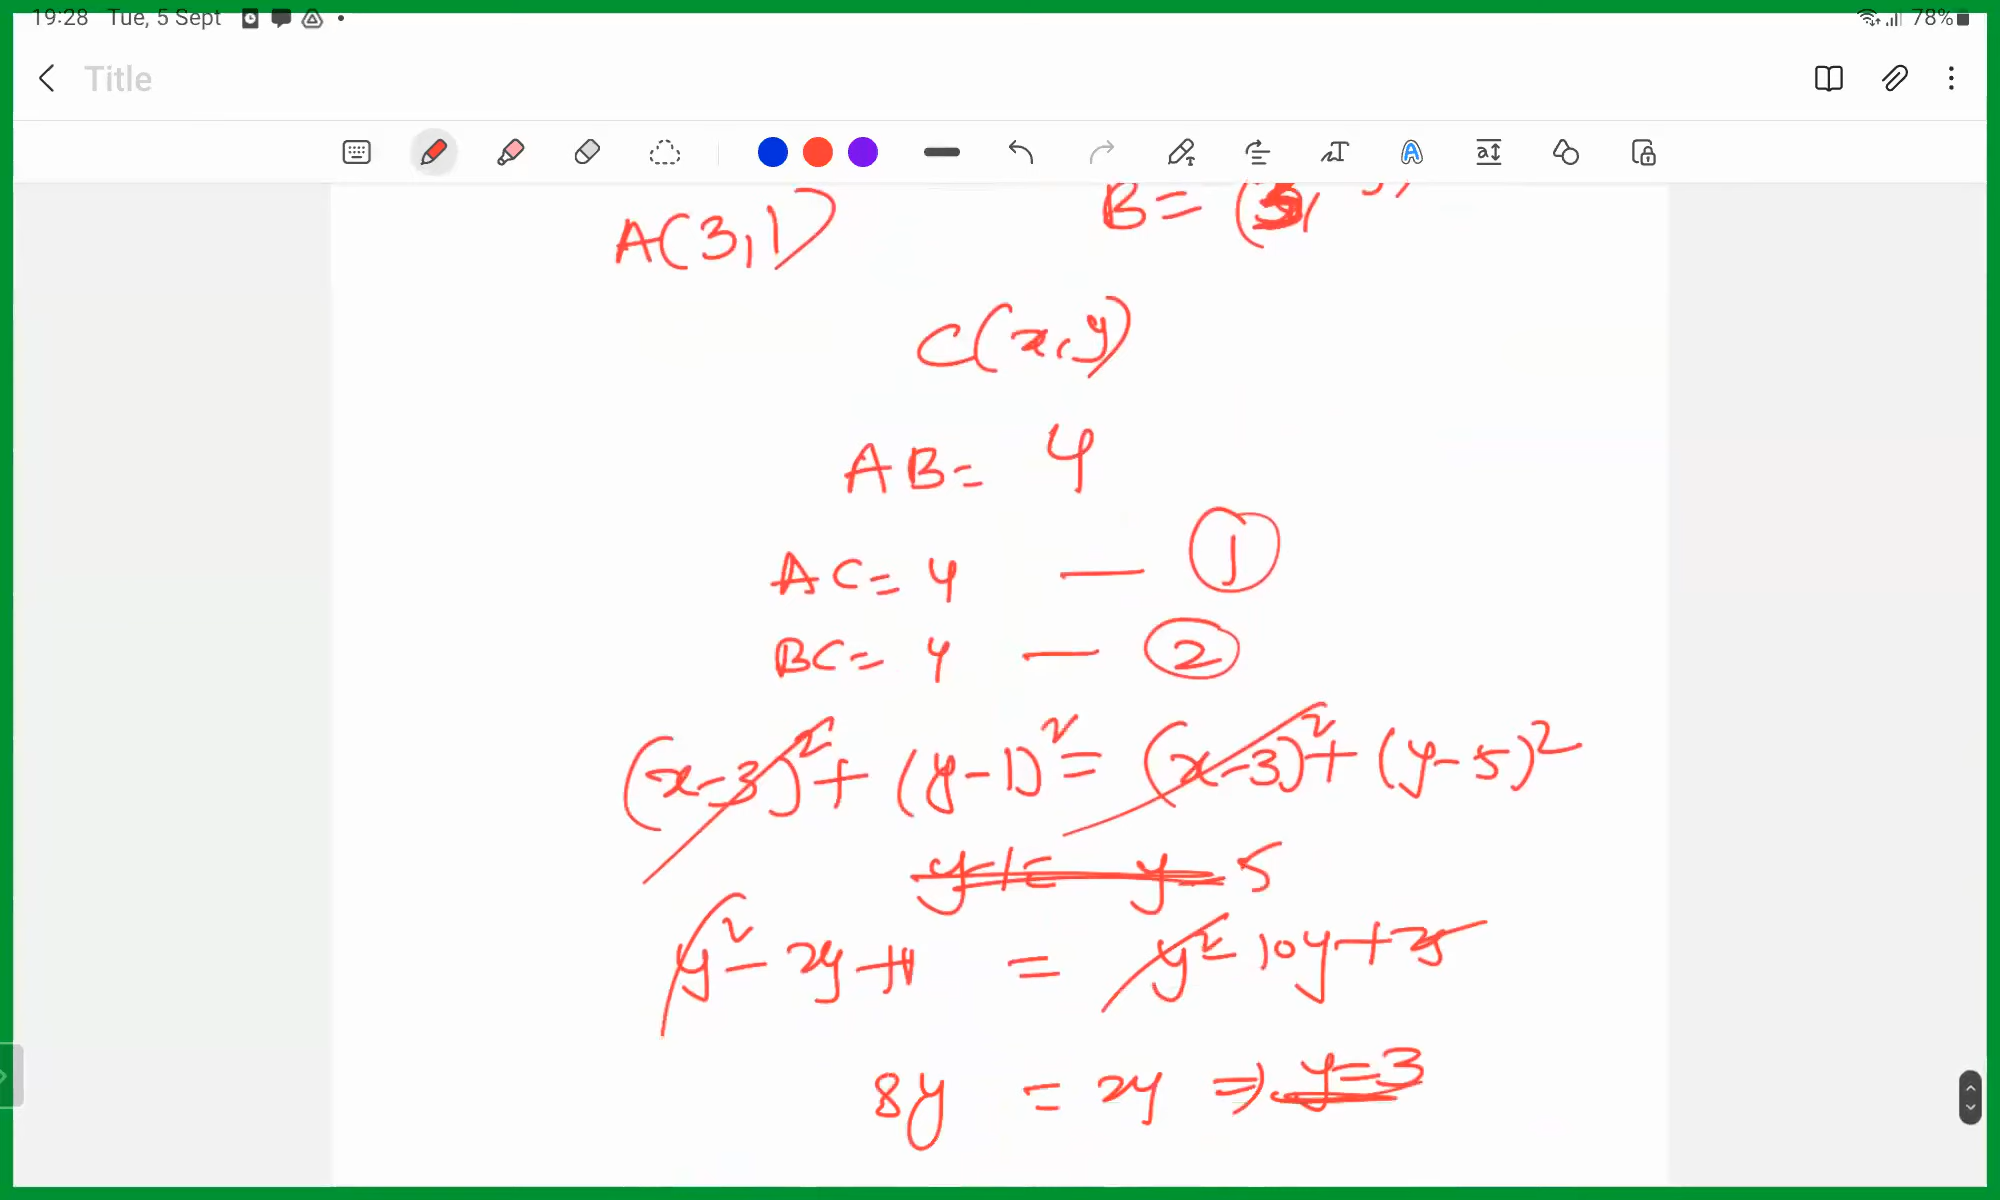 19:28 Tue, 5 Sept 78%
Title
A(3,1) B = (3,
C(x,y)
AB = 4
AC = 4 — 1
BC = 4 — 2
(x-3)² + (y-1)² = (x-3)² + (y-5)²
y-1 = y-5
y² - 2y + 1 = y² - 10y + 25
8y = 24 ⇒ y = 3